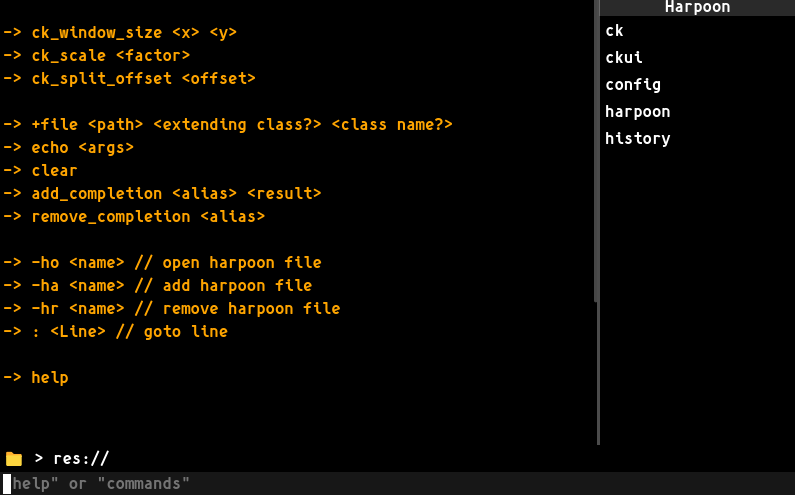 -> ck_window_size <x> <y>
-> ck_scale <factor>
-> ck_split_offset <offset>
-> +file <path> <extending class?> <class name?>
-> echo <args>
-> clear
-> add_completion <alias> <result>
-> remove_completion <alias>
-> -ho <name> // open harpoon file
-> -ha <name> // add harpoon file
-> -hr <name> // remove harpoon file
-> : <Line> // goto line
-> help
> res://
help" or "commands"
Harpoon
ck
ckui
config
harpoon
history